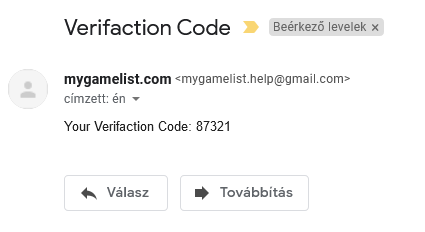 Verifaction Code Beérkező levelek ×
mygamelist.com <mygamelist.help@gmail.com>
címzett: én
Your Verifaction Code: 87321
Válasz Továbbítás